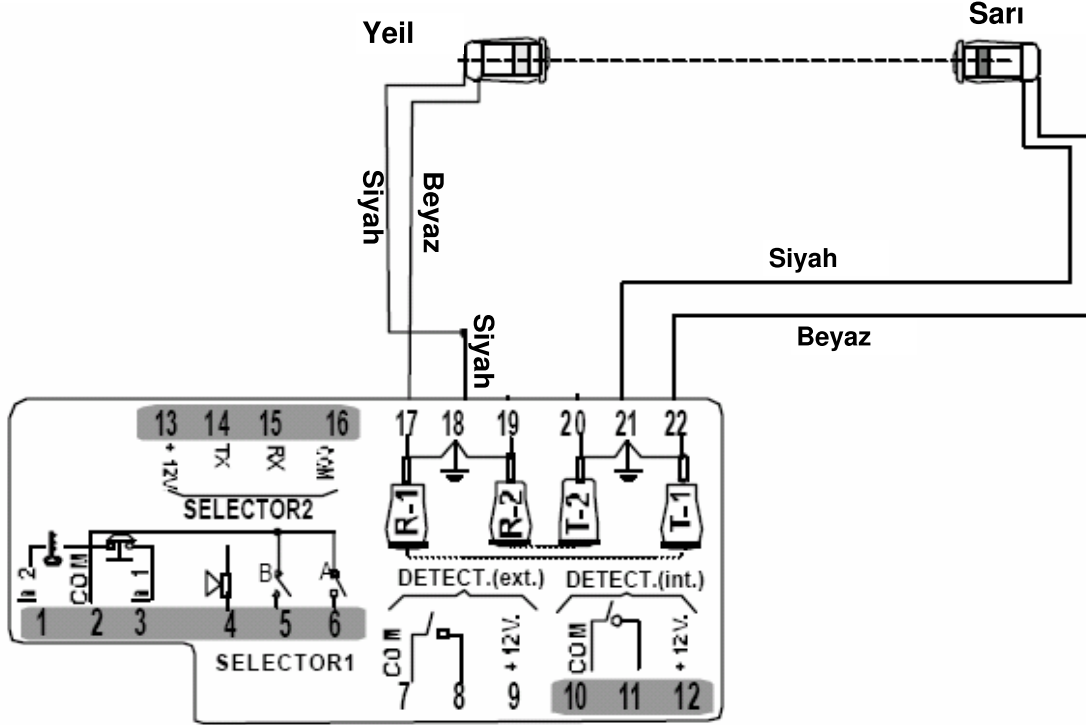 Yeil
Sarı
Siyah
Beyaz
Siyah
Siyah
Beyaz
13 14 15 16 17 18 19 20 21 22
+ 12V. TX RX COM
SELECTOR2
R-1 R-2 T-2 T-1
In 2 COM In 1 B A
DETECT.(ext.) DETECT.(int.)
1 2 3 4 5 6
SELECTOR1
COM + 12V. COM + 12V.
7 8 9 10 11 12